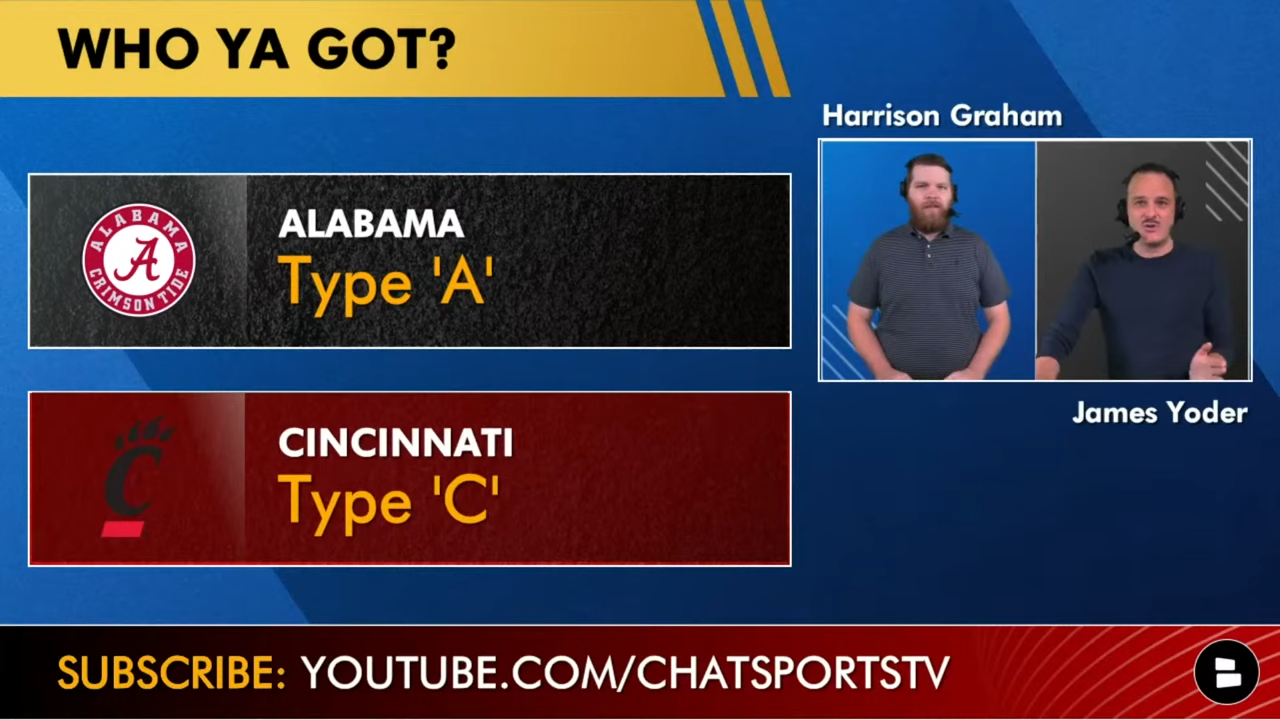 WHO YA GOT?
Harrison Graham
ALABAMA
CRIMSON TIDE
A
ALABAMA
Type 'A'
C
CINCINNATI
Type 'C'
James Yoder
SUBSCRIBE: YOUTUBE.COM/CHATSPORTSTV